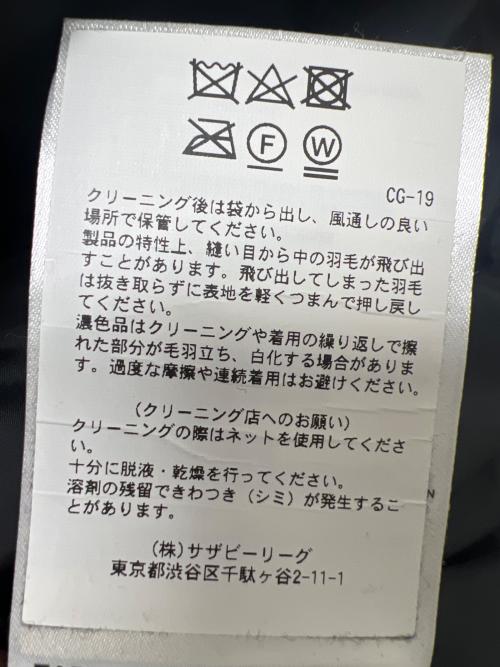 F W
CG-19
クリーニング後は袋から出し、風通しの良い
場所で保管してください。
製品の特性上、縫い目から中の羽毛が飛び出
すことがあります。飛び出してしまった羽毛
は抜き取らずに表地を軽くつまんで押し戻し
てください。
濃色品はクリーニングや着用の繰り返しで擦
れた部分が毛羽立ち、白化する場合がありま
す。過度な摩擦や連続着用はお避けください。
(クリーニング店へのお願い)
クリーニングの際はネットを使用してくださ
い。
十分に脱液・乾燥を行ってください。
溶剤の残留できわつき(シミ)が発生するこ
とがあります。
(株)サザビーリーグ
東京都渋谷区千駄ヶ谷2-11-1